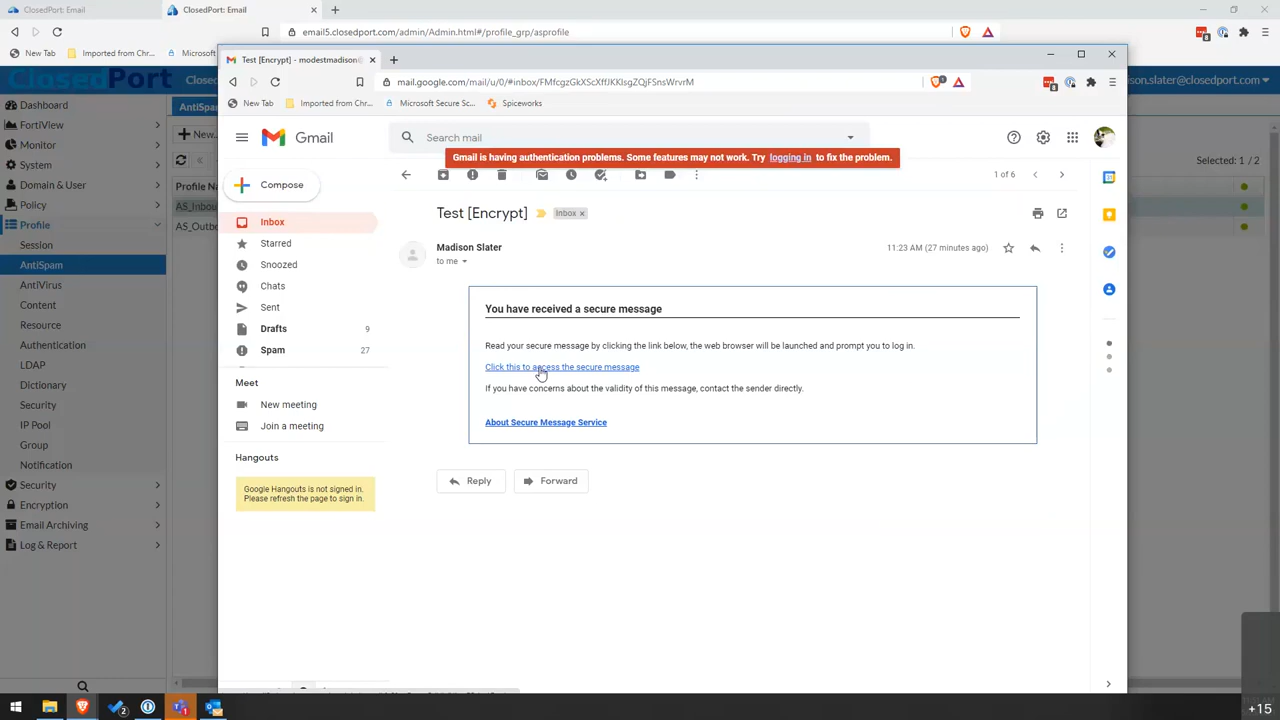 ClosedPort
ClosedPort
email5.closedport.com/admin/Admin.html#/profile_grp/asprofile
New Tab
Imported from Chr...
Microsoft
ClosedPort
Closed
son.slater@closedport.com
Dashboard
FortiView
Monitor
System
Domain & User
Policy
Profile
Session
AntiSpam
AntiVirus
Content
Resource
Authentication
LDAP
Dictionary
Security
IP Pool
Group
Notification
Security
Encryption
Email Archiving
Log & Report
AntiSpam
New...
Profile Na
AS_Inbou
AS_Outbo
Selected: 1 / 2
Test [Encrypt] - modestmadison@
mail.google.com/mail/u/0/#inbox/FMfcgzGkXScXffJKKlsgZQjFSnsWrvrM
New Tab
Imported from Chr...
Microsoft Secure Sc...
Spiceworks
Gmail
Search mail
Gmail is having authentication problems. Some features may not work. Try logging in to fix the problem.
1 of 6
Compose
Inbox
Starred
Snoozed
Chats
Sent
Drafts 9
Spam 27
Meet
New meeting
Join a meeting
Hangouts
Google Hangouts is not signed in.
Please refresh the page to sign in.
Test [Encrypt]
Inbox
Madison Slater
11:23 AM (27 minutes ago)
to me
You have received a secure message
Read your secure message by clicking the link below, the web browser will be launched and prompt you to log in.
Click this to access the secure message
If you have concerns about the validity of this message, contact the sender directly.
About Secure Message Service
Reply
Forward
+15